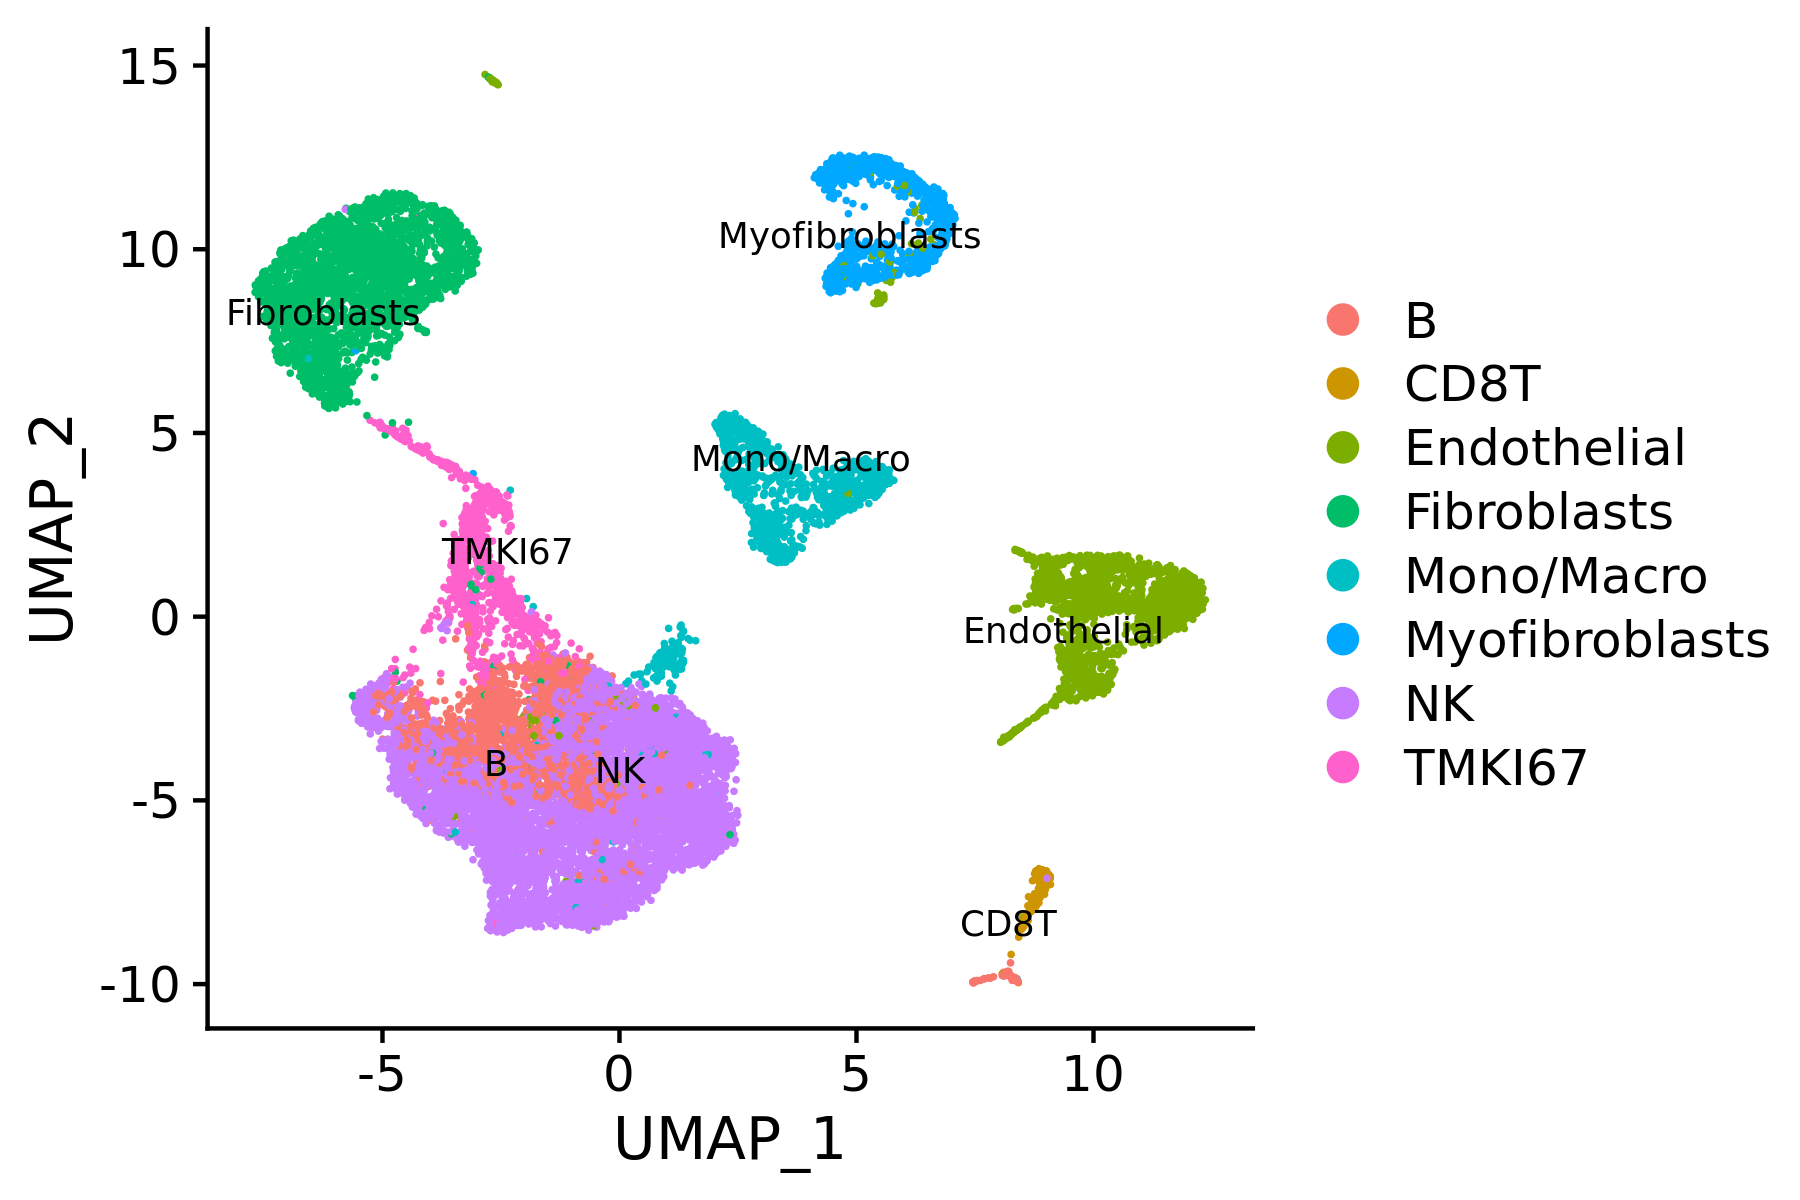 15
10
5
0
-5
-10
UMAP_2
-5 0 5 10
UMAP_1
Myofibroblasts
Fibroblasts
Mono/Macro
TMKI67
Endothelial
B
NK
CD8T
B
CD8T
Endothelial
Fibroblasts
Mono/Macro
Myofibroblasts
NK
TMKI67